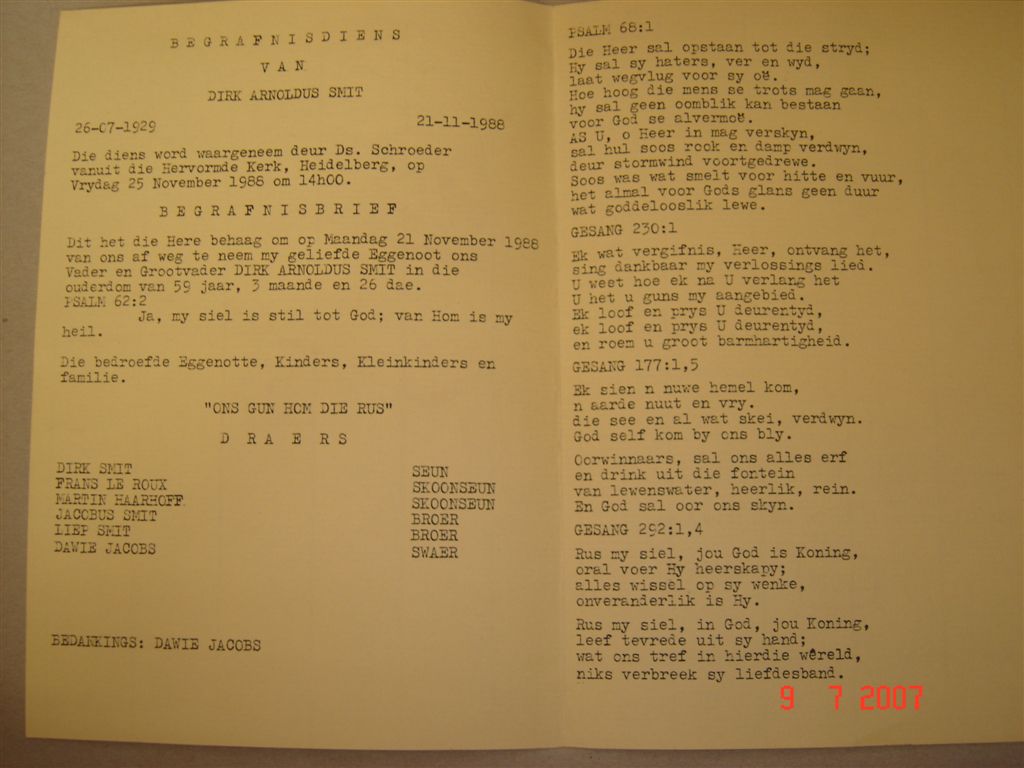 BEGRAFNISDIENS
VAN
DIRK ARNOLDUS SMIT
26-07-1929 21-11-1988
Die diens word waargeneem deur Ds. Schroeder
vanuit die Hervormde Kerk, Heidelberg, op
Vrydag 25 November 1988 om 14h00.
BEGRAFNISBRIEF
Dit het die Here behaag om op Maandag 21 November 1988
van ons af weg te neem my geliefde Eggenoot ons
Vader en Grootvader DIRK ARNOLDUS SMIT in die
ouderdom van 59 jaar, 3 maande en 26 dae.
PSALM 62:2
Ja, my siel is stil tot God; van Hom is my
heil.
Die bedroefde Eggenotte, Kinders, Kleinkinders en
familie.
"ONS GUN HOM DIE RUS"
DRAERS
DIRK SMIT SEUN
FRANS LE ROUX SKOONSEUN
MARTIN HAARHOFF SKOONSEUN
JACOBUS SMIT BROER
LIEP SMIT BROER
DAWIE JACOBS SWAER
BEDANKINGS: DAWIE JACOBS
PSALM 68:1
Die Heer sal opstaan tot die stryd;
Hy sal sy haters, ver en wyd,
laat wegvlug voor sy oë.
Hoe hoog die mens se trots mag gaan,
hy sal geen oomblik kan bestaan
voor God se alvermoë.
AS U, o Heer in mag verskyn,
sal hul soos rook en damp verdwyn,
deur stormwind voortgedrewe.
Soos was wat smelt voor hitte en vuur,
het almal voor Gods glans geen duur
wat goddelooslik lewe.
GESANG 230:1
Ek wat vergifnis, Heer, ontvang het,
sing dankbaar my verlossings lied.
U weet hoe ek na U verlang het
U het u guns my aangebied.
Ek loof en prys U deurentyd,
ek loof en prys U deurentyd,
en roem u groot barmhartigheid.
GESANG 177:1,5
Ek sien n nuwe hemel kom,
n aarde nuut en vry.
die see en al wat skei, verdwyn.
God self kom by ons bly.
Oorwinnaars, sal ons alles erf
en drink uit die fontein
van lewenswater, heerlik, rein.
En God sal oor ons skyn.
GESANG 292:1,4
Rus my siel, jou God is Koning,
oral voer Hy heerskapy;
alles wissel op sy wenke,
onveranderlik is Hy.
Rus my siel, in God, jou Koning,
leef tevrede uit sy hand;
wat ons tref in hierdie wêreld,
niks verbreek sy liefdesband.
9 7 2007